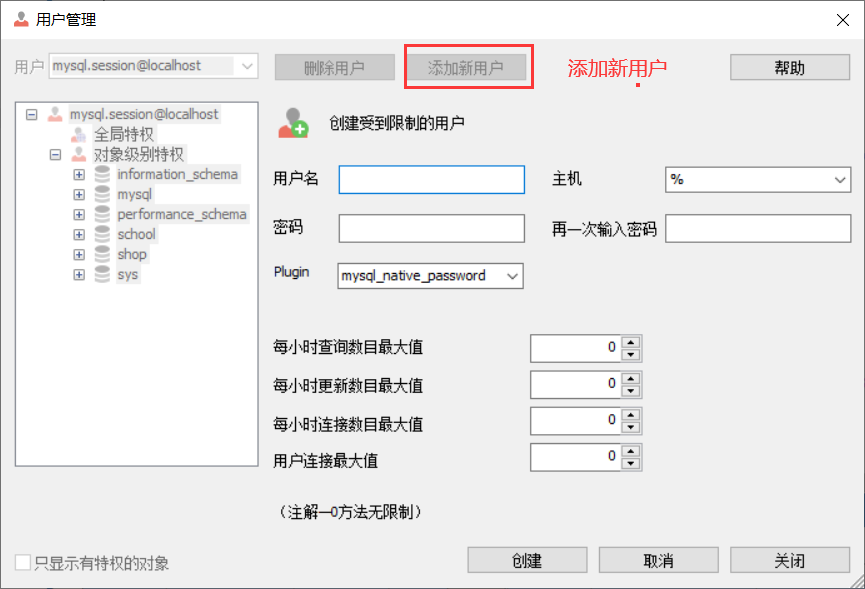 用户管理
用户 mysql.session@localhost 删除用户 添加新用户 添加新用户 帮助
mysql.session@localhost
全局特权
对象级别特权
information_schema
mysql
performance_schema
school
shop
sys
创建受到限制的用户
用户名 主机 %
密码 再一次输入密码
Plugin mysql_native_password
每小时查询数目最大值 0
每小时更新数目最大值 0
每小时连接数目最大值 0
用户连接最大值 0
（注解—0方法无限制）
只显示有特权的对象
创建 取消 关闭